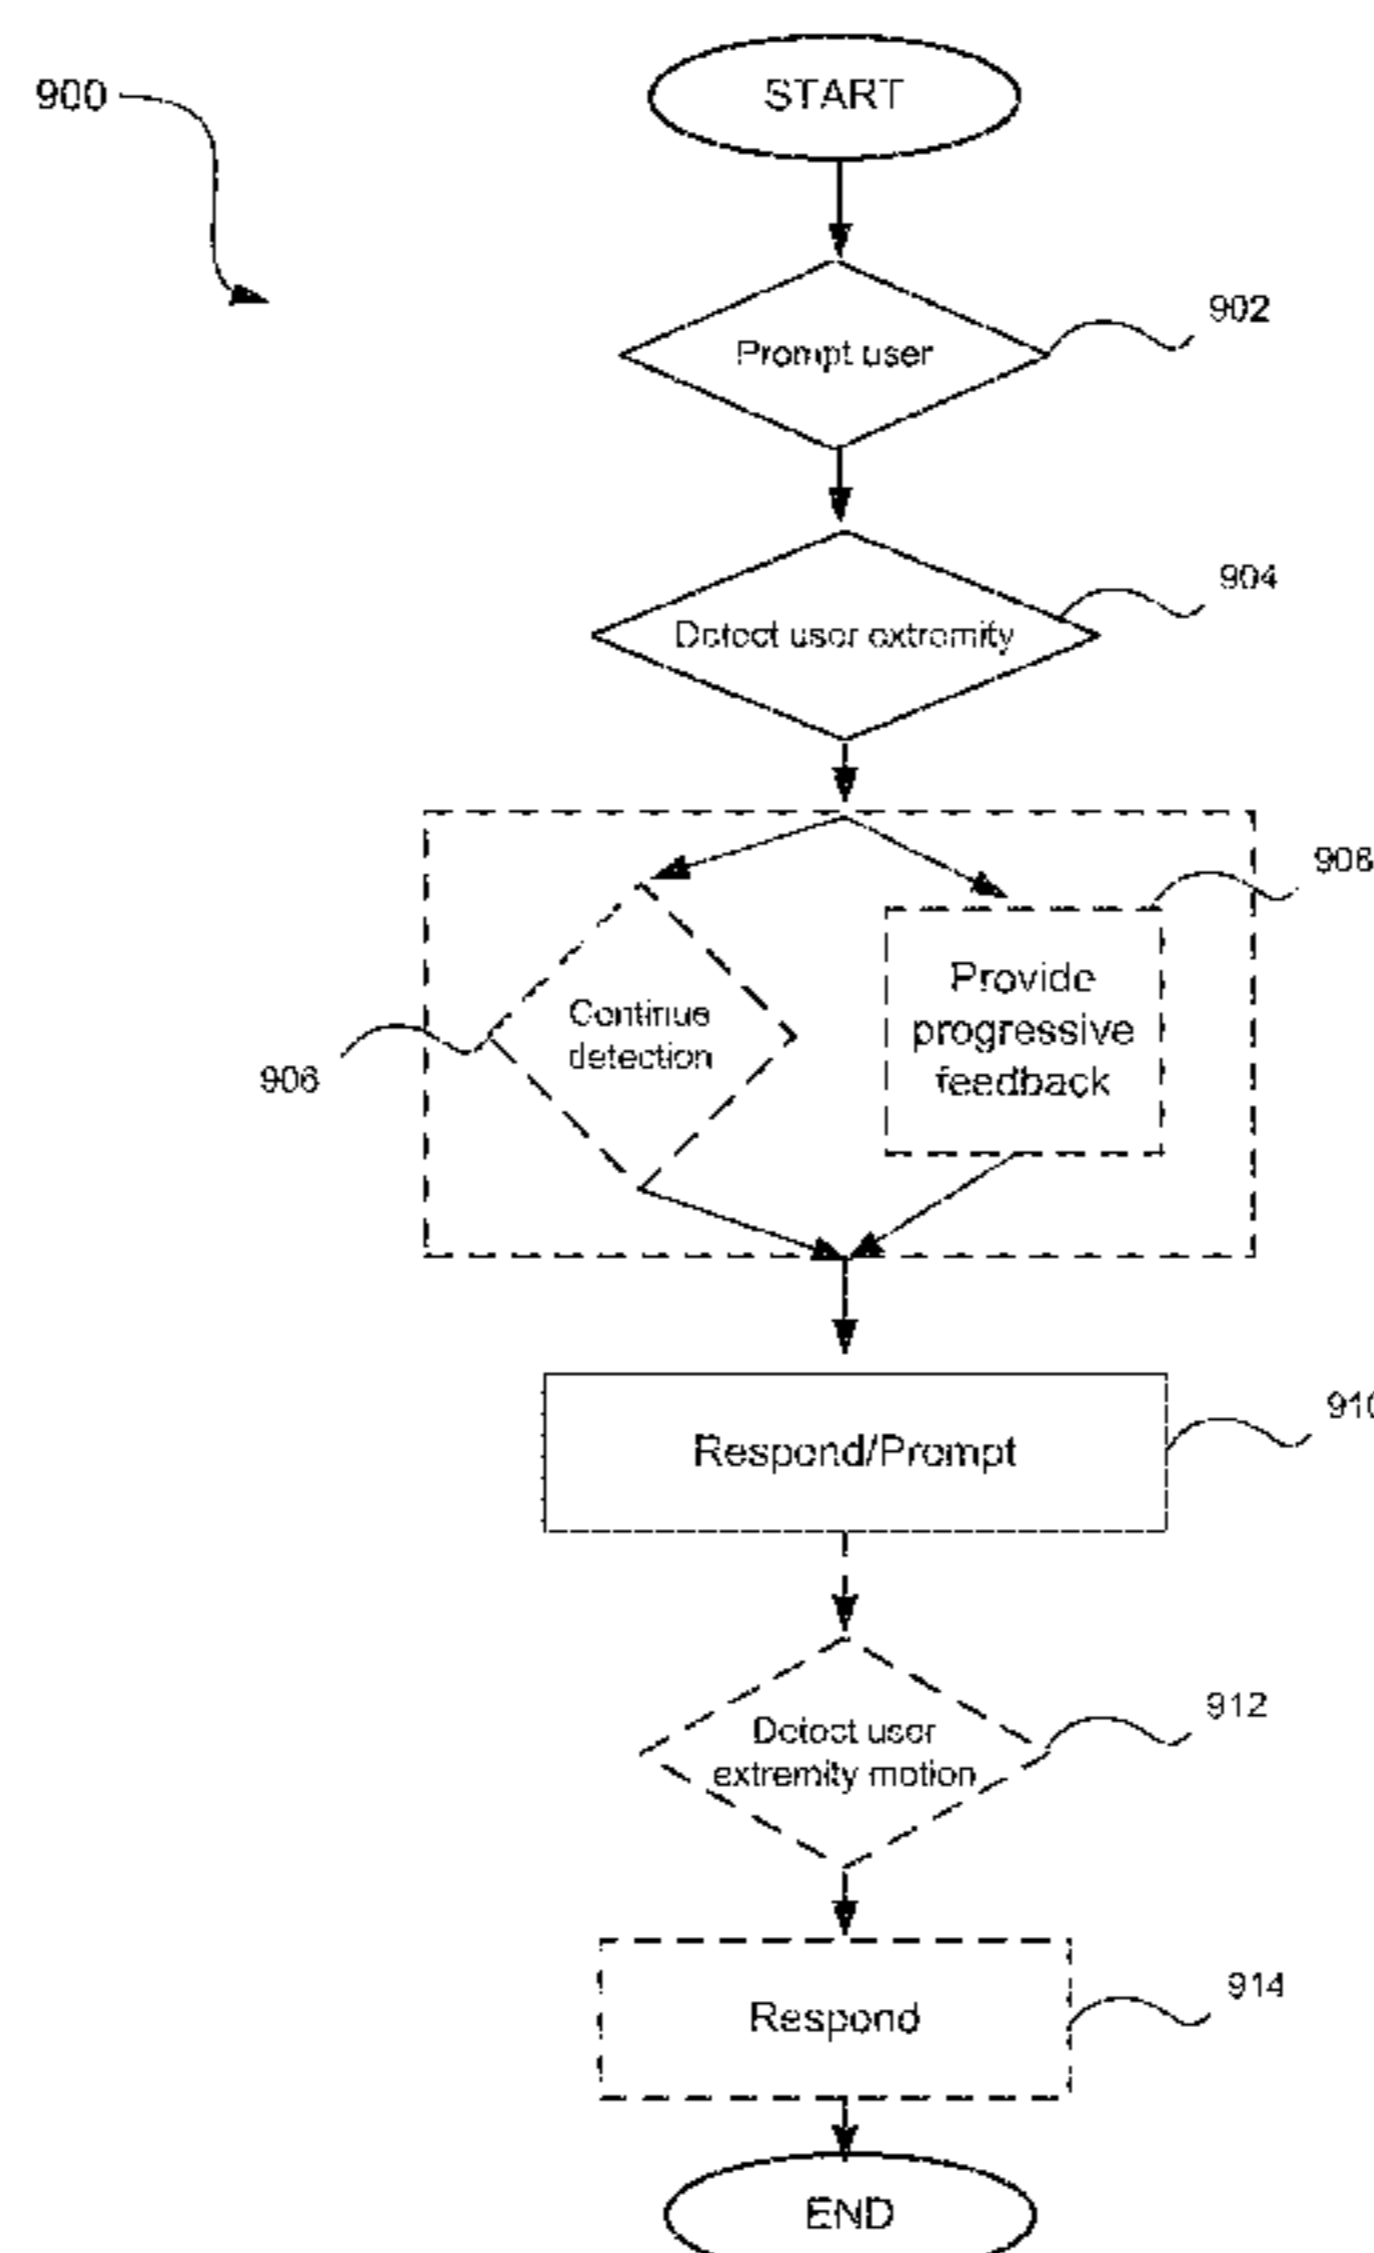 900
START
902
Prompt user
904
Detect user extremity
908
Provide
progressive
feedback
Continue
detection
906
910
Respond/Prompt
912
Detect user
extremity motion
914
Respond
END